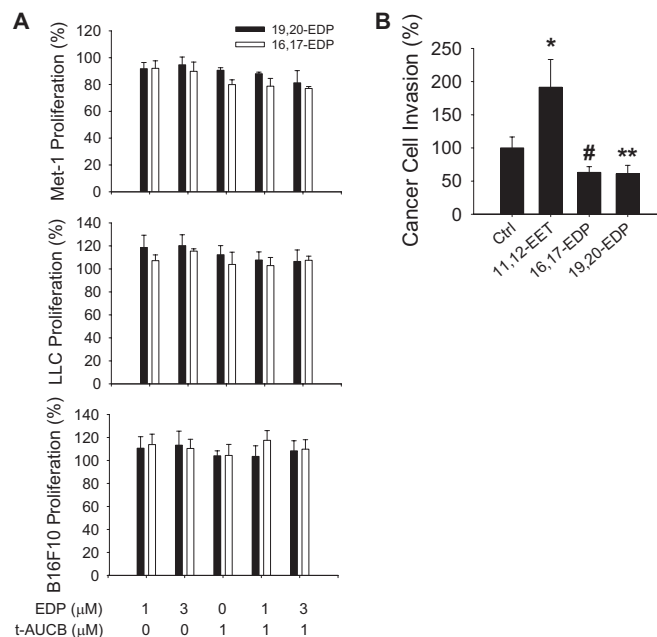 A
19,20-EDP
16,17-EDP
Met-1 Proliferation (%)
120
100
80
60
40
20
0
LLC Proliferation (%)
140
120
100
80
60
40
20
0
B16F10 Proliferation (%)
140
120
100
80
60
40
20
0
EDP (μM) 1 3 0 1 3
t-AUCB (μM) 0 0 1 1 1
B
Cancer Cell Invasion (%)
250
200
150
100
50
0
*
#
**
Ctrl
11,12-EET
16,17-EDP
19,20-EDP